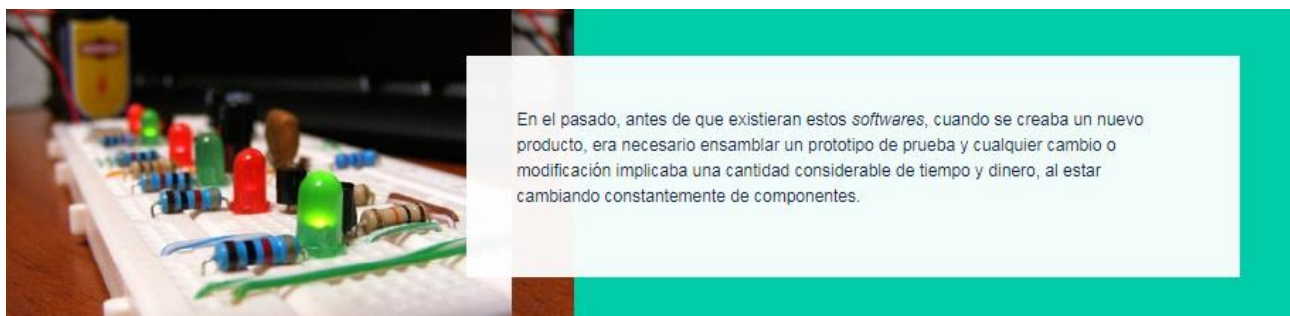 En el pasado, antes de que existieran estos softwares, cuando se creaba un nuevo
producto, era necesario ensamblar un prototipo de prueba y cualquier cambio o
modificación implicaba una cantidad considerable de tiempo y dinero, al estar
cambiando constantemente de componentes.